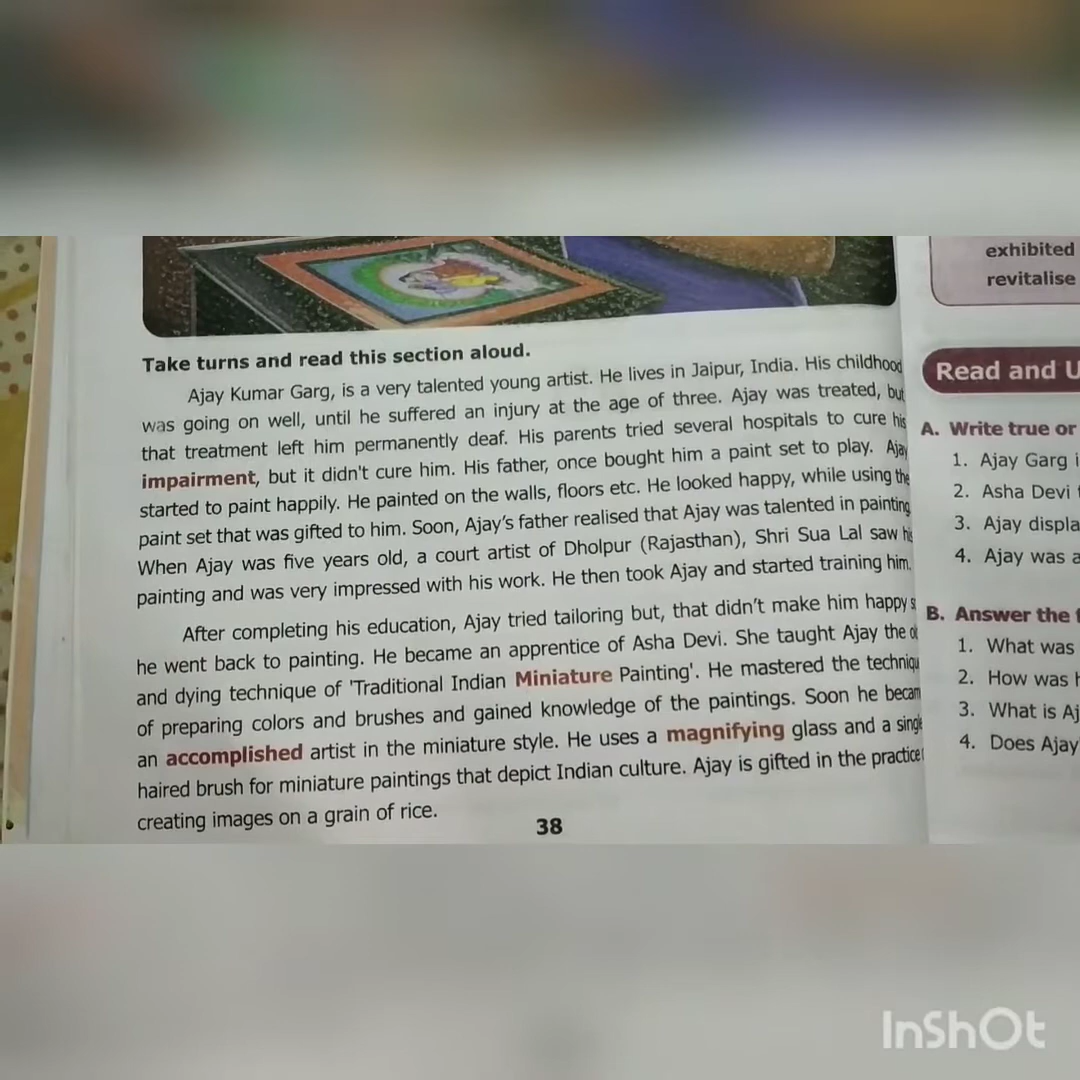 exhibited
revitalise
Take turns and read this section aloud.
Ajay Kumar Garg, is a very talented young artist. He lives in Jaipur, India. His childhood
was going on well, until he suffered an injury at the age of three. Ajay was treated, but
that treatment left him permanently deaf. His parents tried several hospitals to cure his
impairment, but it didn't cure him. His father, once bought him a paint set to play. Ajay
started to paint happily. He painted on the walls, floors etc. He looked happy, while using the
paint set that was gifted to him. Soon, Ajay's father realised that Ajay was talented in painting
When Ajay was five years old, a court artist of Dholpur (Rajasthan), Shri Sua Lal saw
painting and was very impressed with his work. He then took Ajay and started training him.
After completing his education, Ajay tried tailoring but, that didn't make him happy
he went back to painting. He became an apprentice of Asha Devi. She taught Ajay the
and dying technique of 'Traditional Indian Miniature Painting'. He mastered the
of preparing colors and brushes and gained knowledge of the paintings. Soon he
an accomplished artist in the miniature style. He uses a magnifying glass and a
haired brush for miniature paintings that depict Indian culture. Ajay is gifted in the practice
creating images on a grain of rice.
38
Read and
A. Write true or
1. Ajay Garg
2. Asha Devi
3. Ajay
4. Ajay was
B. Answer the
1. What was
2. How was
3. What is
4. Does
InShOt